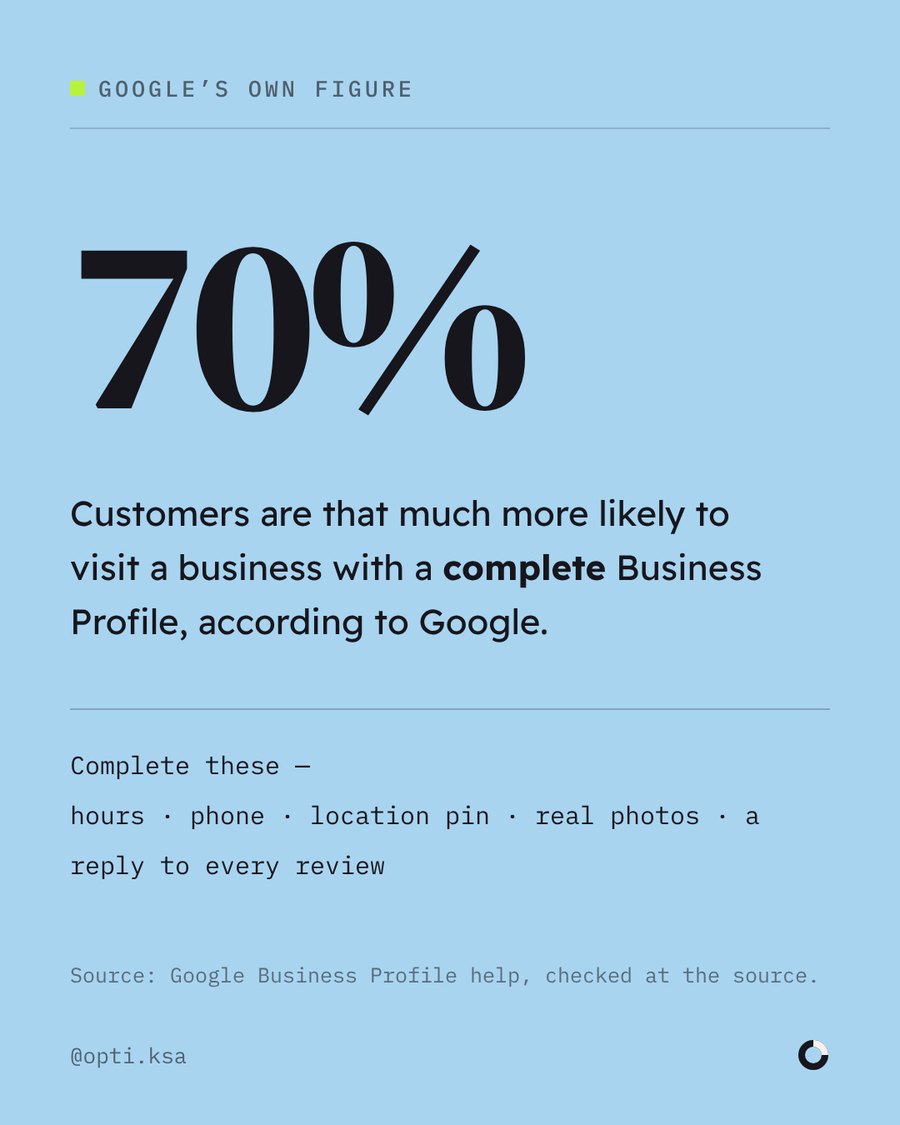 GOOGLE’S OWN FIGURE
70%
Customers are that much more likely to
visit a business with a complete Business
Profile, according to Google.
Complete these —
hours · phone · location pin · real photos · a
reply to every review
Source: Google Business Profile help, checked at the source.
@opti.ksa